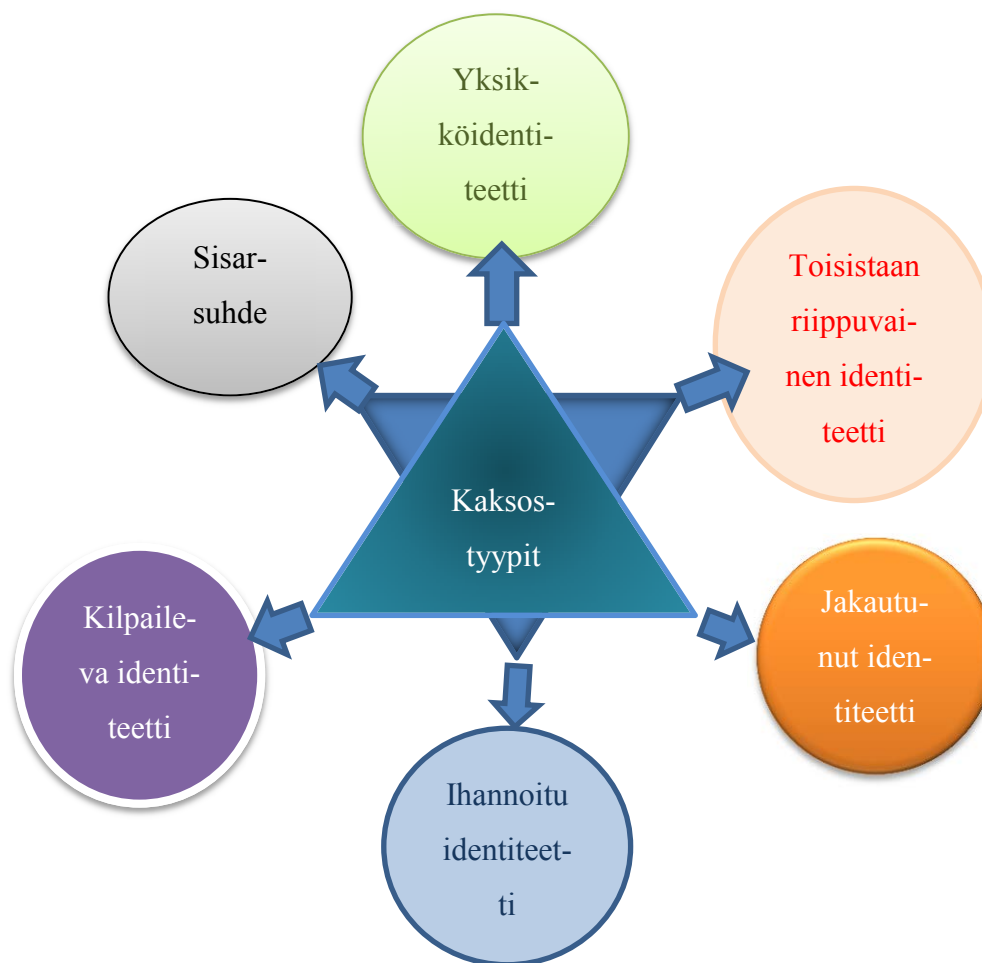 Yksik-
köidenti-
teetti
Sisar-
suhde
Toisistaan
riippuvai-
nen identi-
teetti
Kaksos-
tyypit
Kilpaile-
va identi-
teetti
Jakautu-
nut iden-
titeetti
Ihannoitu
identiteet-
ti